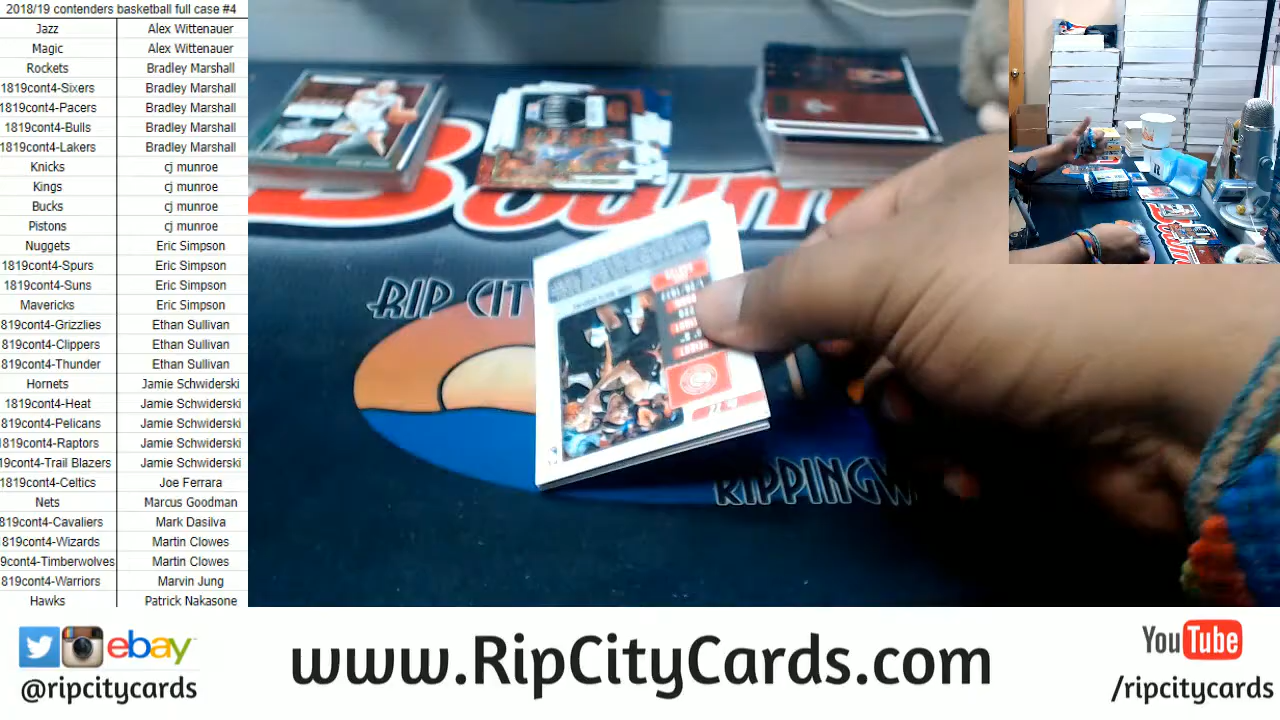 2018/19 contenders basketball full case #4
Jazz Alex Wittenauer
Magic Alex Wittenauer
Rockets Bradley Marshall
1819cont4-Sixers Bradley Marshall
1819cont4-Pacers Bradley Marshall
1819cont4-Bulls Bradley Marshall
1819cont4-Lakers Bradley Marshall
Knicks cj munroe
Kings cj munroe
Bucks cj munroe
Pistons cj munroe
Nuggets Eric Simpson
1819cont4-Spurs Eric Simpson
1819cont4-Suns Eric Simpson
Mavericks Eric Simpson
819cont4-Grizzlies Ethan Sullivan
819cont4-Clippers Ethan Sullivan
819cont4-Thunder Ethan Sullivan
Hornets Jamie Schwiderski
1819cont4-Heat Jamie Schwiderski
819cont4-Pelicans Jamie Schwiderski
819cont4-Raptors Jamie Schwiderski
9cont4-Trail Blazers Jamie Schwiderski
1819cont4-Celtics Joe Ferrara
Nets Marcus Goodman
819cont4-Cavaliers Mark Dasilva
819cont4-Wizards Martin Clowes
9cont4-Timberwolves Martin Clowes
819cont4-Warriors Marvin Jung
Hawks Patrick Nakasone
RIP CITY
RIPPINGW
ebay
@ripcitycards
www.RipCityCards.com
YouTube
/ripcitycards